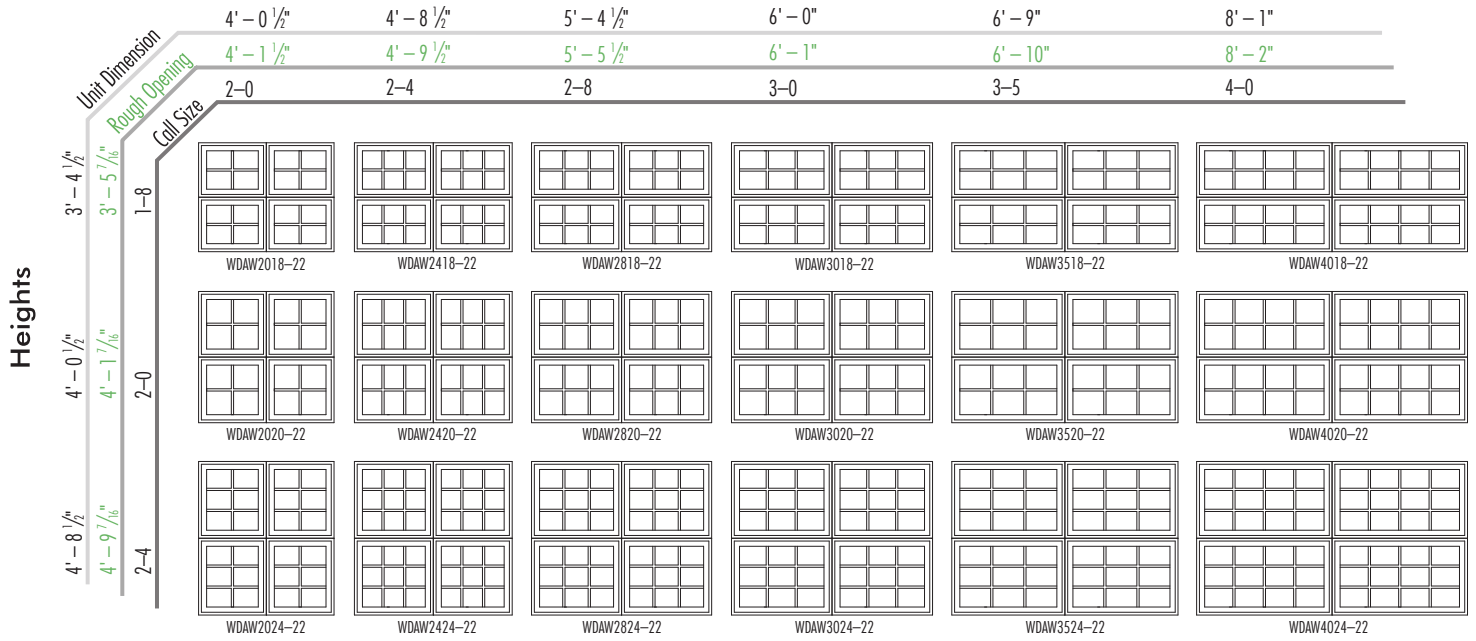 4' – 0 ½" 4' – 8 ½" 5' – 4 ½" 6' – 0" 6' – 9" 8' – 1"
Unit Dimension
4' – 1 ½" 4' – 9 ½" 5' – 5 ½" 6' – 1" 6' – 10" 8' – 2"
Rough Opening
2–0 2–4 2–8 3–0 3–5 4–0
Call Size
Heights
3' – 4 ½" 3' – 5 7/16" 1–8
WDAW2018–22 WDAW2418–22 WDAW2818–22 WDAW3018–22 WDAW3518–22 WDAW4018–22
4' – 0 ½" 4' – 1 7/16" 2–0
WDAW2020–22 WDAW2420–22 WDAW2820–22 WDAW3020–22 WDAW3520–22 WDAW4020–22
4' – 8 ½" 4' – 9 7/16" 2–4
WDAW2024–22 WDAW2424–22 WDAW2824–22 WDAW3024–22 WDAW3524–22 WDAW4024–22